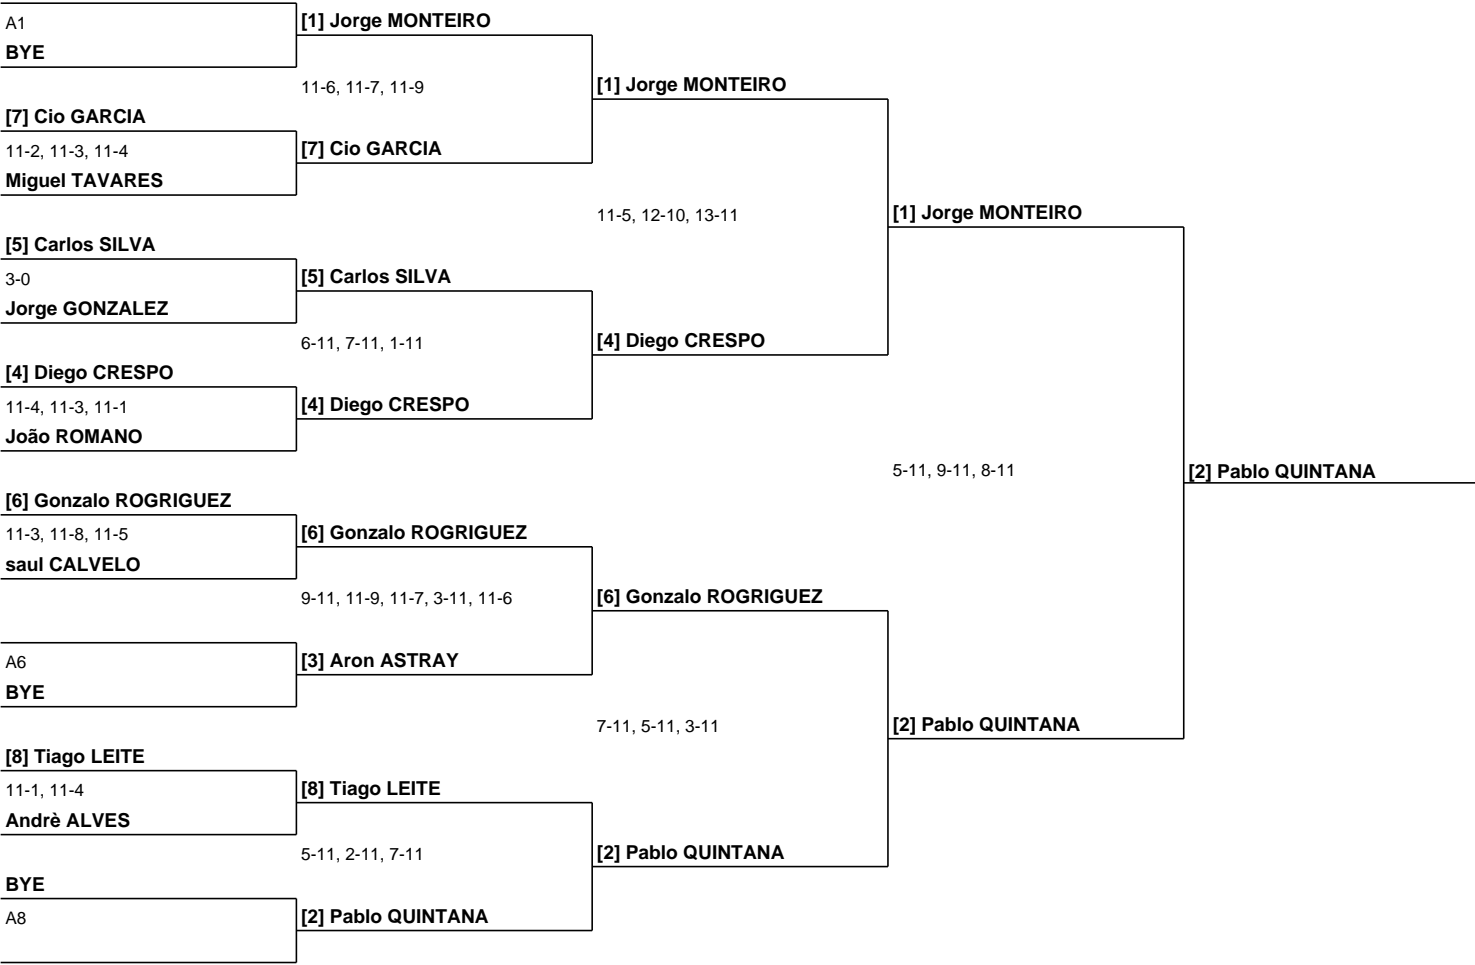 A1
BYE
[1] Jorge MONTEIRO
11-6, 11-7, 11-9
[1] Jorge MONTEIRO
[7] Cio GARCIA
11-2, 11-3, 11-4
Miguel TAVARES
[7] Cio GARCIA
11-5, 12-10, 13-11
[1] Jorge MONTEIRO
[5] Carlos SILVA
3-0
Jorge GONZALEZ
[5] Carlos SILVA
6-11, 7-11, 1-11
[4] Diego CRESPO
[4] Diego CRESPO
11-4, 11-3, 11-1
João ROMANO
[4] Diego CRESPO
5-11, 9-11, 8-11
[2] Pablo QUINTANA
[6] Gonzalo ROGRIGUEZ
11-3, 11-8, 11-5
saul CALVELO
[6] Gonzalo ROGRIGUEZ
9-11, 11-9, 11-7, 3-11, 11-6
[6] Gonzalo ROGRIGUEZ
A6
BYE
[3] Aron ASTRAY
7-11, 5-11, 3-11
[2] Pablo QUINTANA
[8] Tiago LEITE
11-1, 11-4
Andrè ALVES
[8] Tiago LEITE
5-11, 2-11, 7-11
[2] Pablo QUINTANA
BYE
A8
[2] Pablo QUINTANA